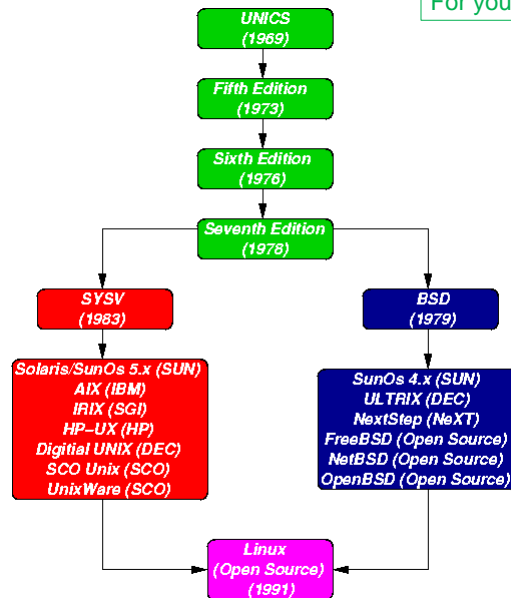 For you
UNICS
(1969)
Fifth Edition
(1973)
Sixth Edition
(1976)
Seventh Edition
(1978)
SYSV
(1983)
BSD
(1979)
Solaris/SunOs 5.x (SUN)
AIX (IBM)
IRIX (SGI)
HP-UX (HP)
Digitial UNIX (DEC)
SCO Unix (SCO)
UnixWare (SCO)
SunOs 4.x (SUN)
ULTRIX (DEC)
NextStep (NeXT)
FreeBSD (Open Source)
NetBSD (Open Source)
OpenBSD (Open Source)
Linux
(Open Source)
(1991)